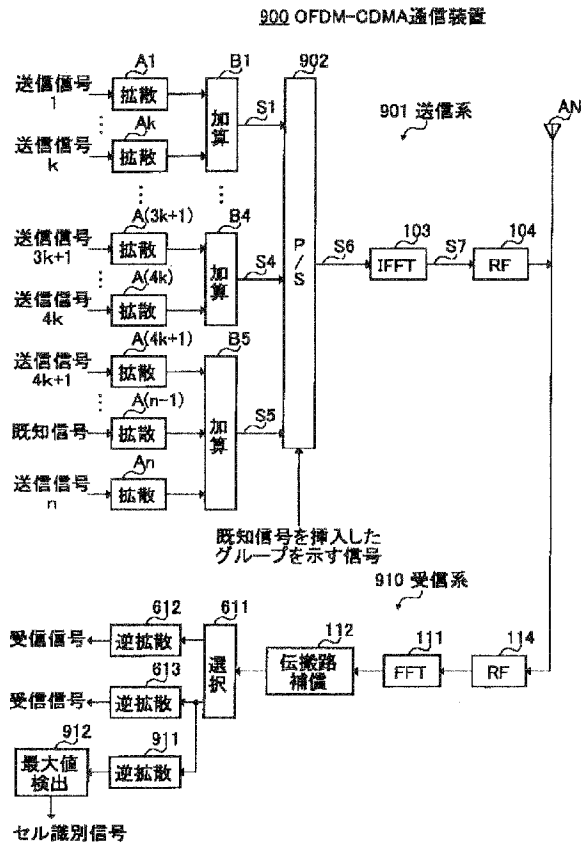 900 OFDM-CDMA通信装置
送信信号
1
A1
拡散
B1
加算
S1
902
P/S
901 送信系
AN
送信信号
k
Ak
拡散
送信信号
3k+1
A(3k+1)
拡散
B4
加算
S4
S6
103
IFFT
S7
104
RF
送信信号
4k
A(4k)
拡散
送信信号
4k+1
A(4k+1)
拡散
B5
加算
S5
既知信号
A(n-1)
拡散
送信信号
n
An
拡散
既知信号を挿入した
グループを示す信号
910 受信系
受信信号
612
逆拡散
611
選択
112
伝搬路
補償
111
FFT
114
RF
受信信号
613
逆拡散
912
最大値
検出
911
逆拡散
セル識別信号